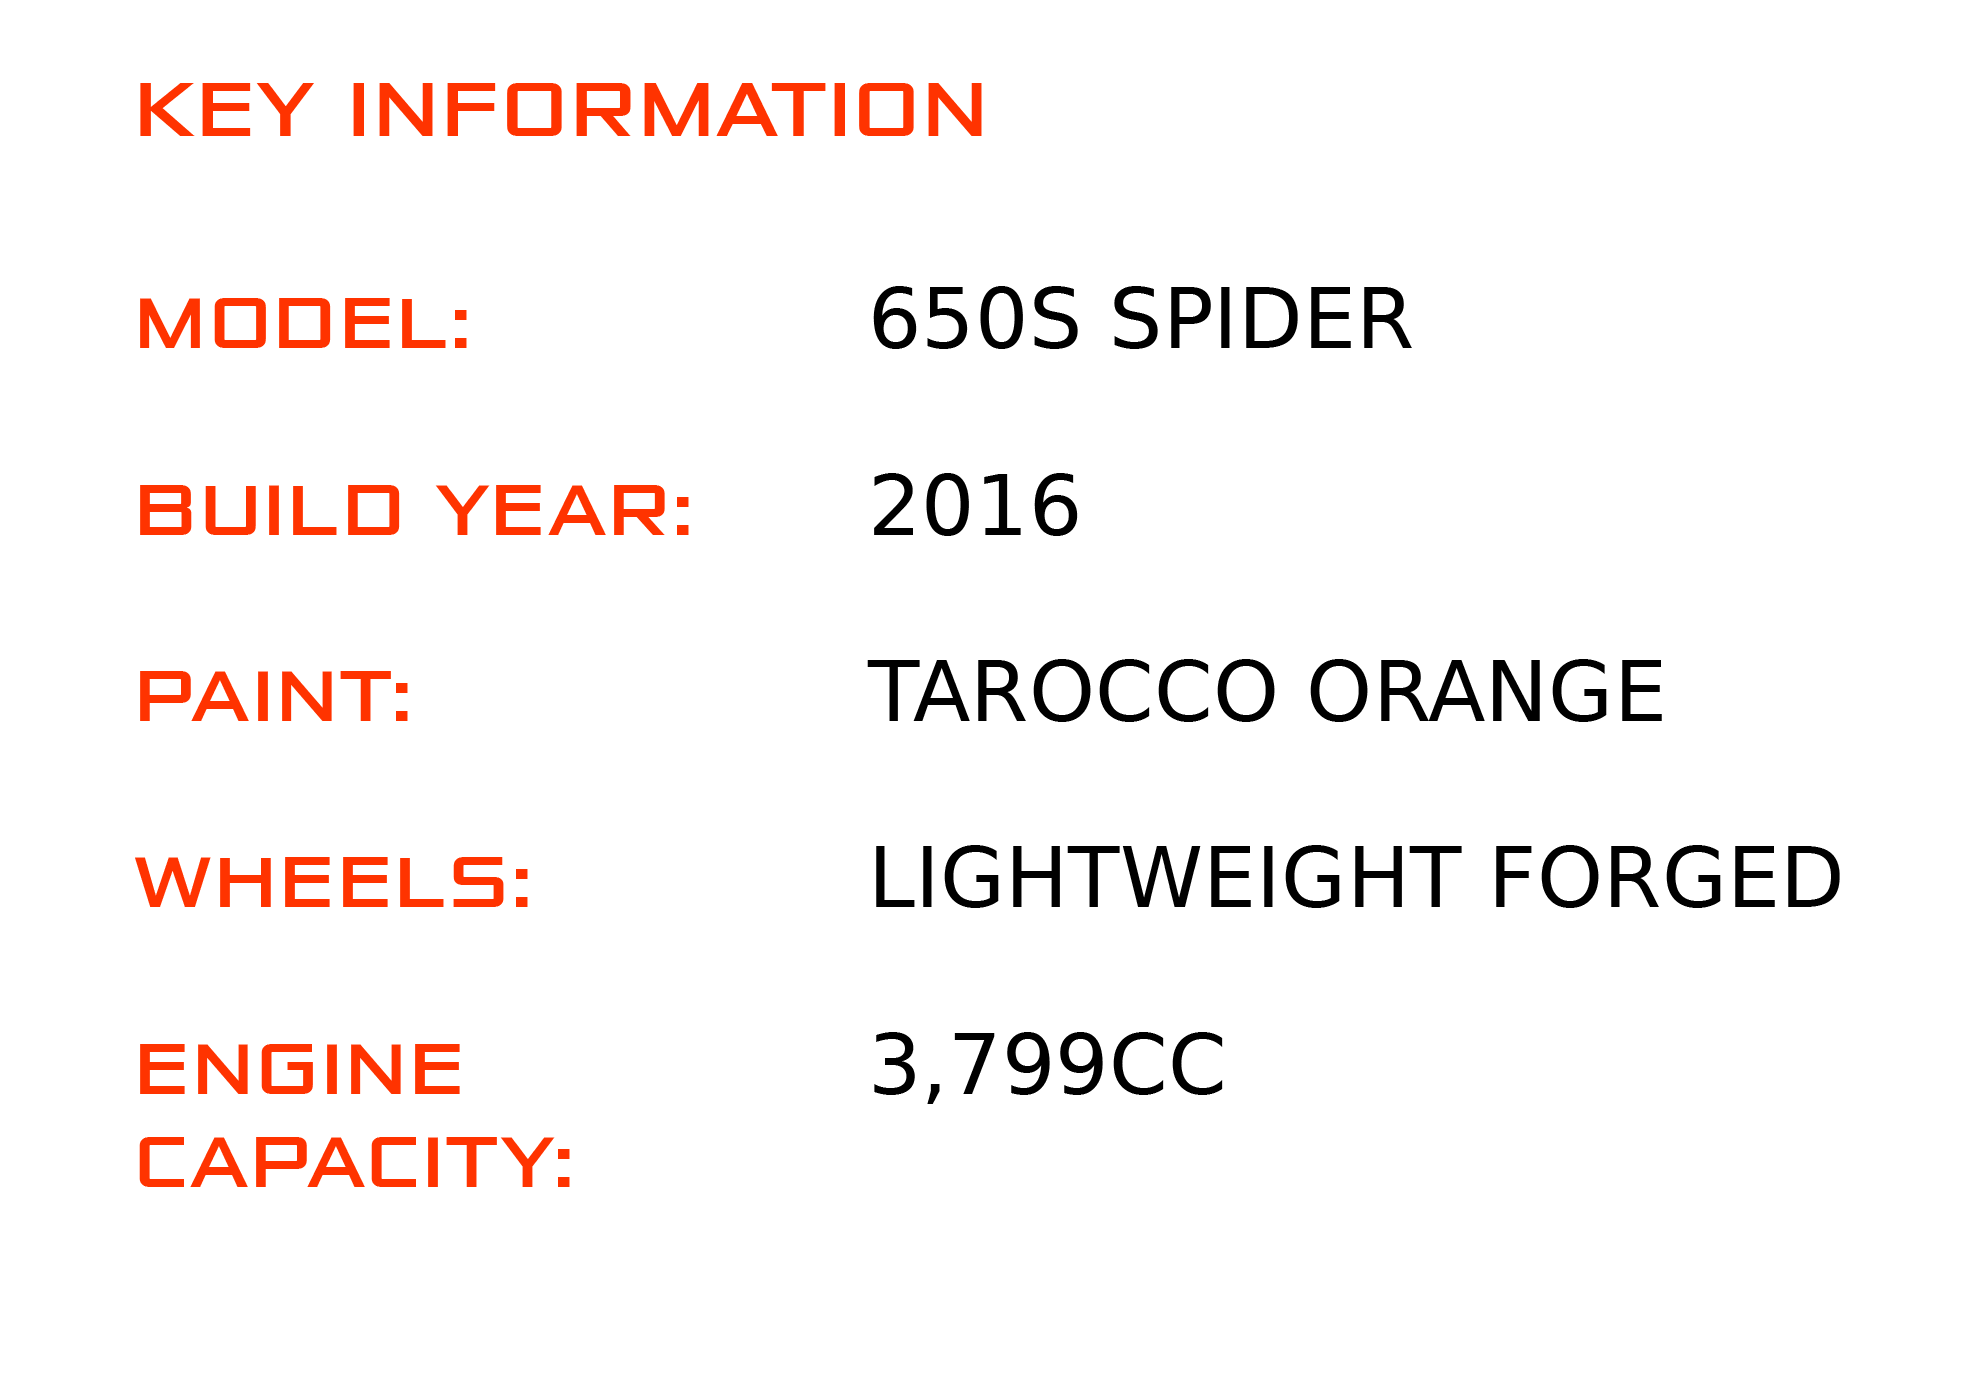 KEY INFORMATION
MODEL: 650S SPIDER
BUILD YEAR: 2016
PAINT: TAROCCO ORANGE
WHEELS: LIGHTWEIGHT FORGED
ENGINE 3,799CC
CAPACITY: